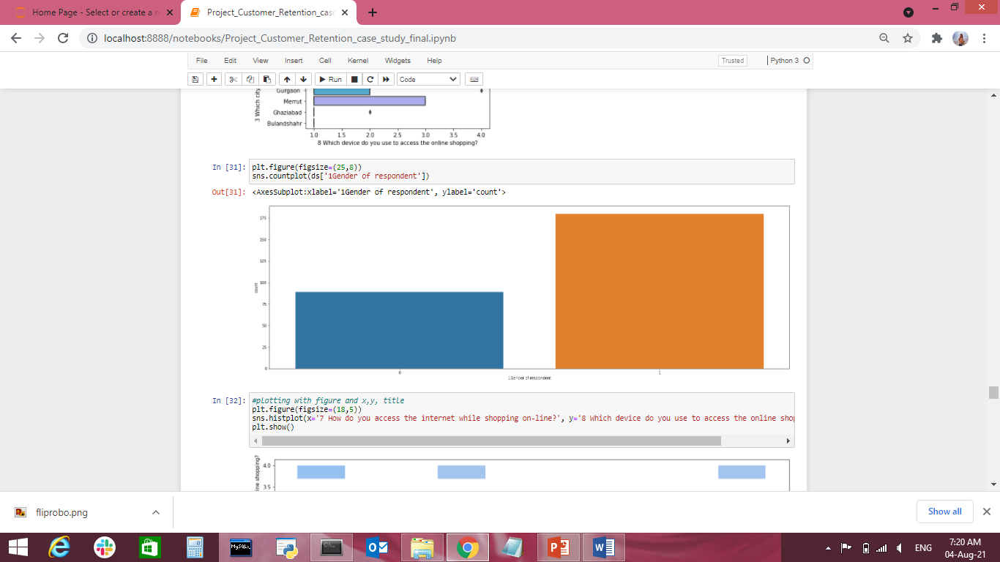 Home Page - Select or create a n
Project_Customer_Retention_case
localhost:8888/notebooks/Project_Customer_Retention_case_study_final.ipynb
File Edit View Insert Cell Kernel Widgets Help Trusted Python 3
Run Code
3 Which city
Gurgaon
Merrut
Ghaziabad
Bulandshahr
1.0 1.5 2.0 2.5 3.0 3.5 4.0
8 Which device do you use to access the online shopping?
In [31]: plt.figure(figsize=(25,8))
sns.countplot(ds['1Gender of respondent'])
Out[31]: <AxesSubplot:xlabel='1Gender of respondent', ylabel='count'>
175
150
125
100
75
50
25
0
count
0 1
1Gender of respondent
In [32]: #plotting with figure and x,y, title
plt.figure(figsize=(18,5))
sns.histplot(x='7 How do you access the internet while shopping on-line?', y='8 Which device do you use to access the online shop
plt.show()
line shopping?
4.0
3.5
fliprobo.png
Show all
MySQL
C:\_
ENG
7:20 AM
04-Aug-21